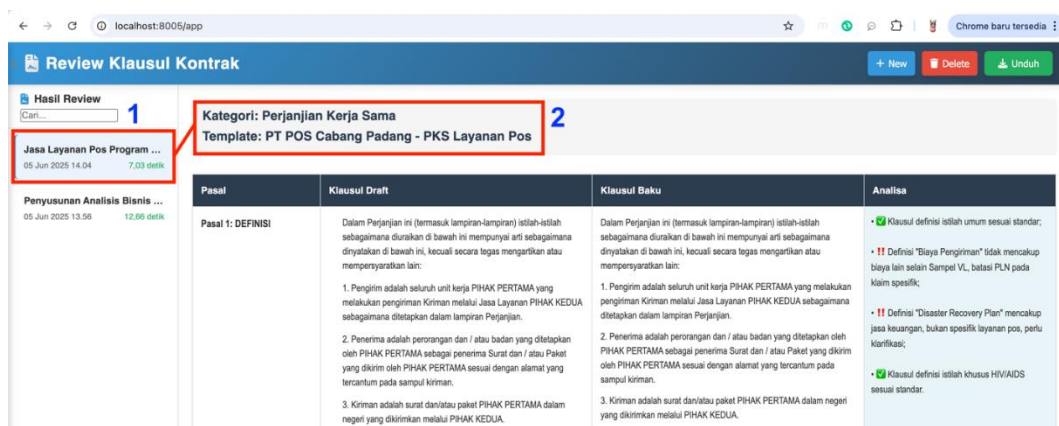 localhost:8005/app
Chrome baru tersedia
Review Klausul Kontrak
+ New
Delete
Unduh
Hasil Review
Cari...
1
Jasa Layanan Pos Program ...
05 Jun 2025 14.04
7,03 detik
Penyusunan Analisis Bisnis ...
05 Jun 2025 13.56
12,66 detik
Kategori: Perjanjian Kerja Sama
Template: PT POS Cabang Padang - PKS Layanan Pos
2
Pasal
Klausul Draft
Klausul Baku
Analisa
Pasal 1: DEFINISI
Dalam Perjanjian ini (termasuk lampiran-lampiran) istilah-istilah
sebagaimana diuraikan di bawah ini mempunyai arti sebagaimana
dinyatakan di bawah ini, kecuali secara tegas mengartikan atau
mempersyaratkan lain:
1. Pengirim adalah seluruh unit kerja PIHAK PERTAMA yang
melakukan pengiriman Kiriman melalui Jasa Layanan PIHAK KEDUA
sebagaimana ditetapkan dalam lampiran Perjanjian.
2. Penerima adalah perorangan dan / atau badan yang ditetapkan
oleh PIHAK PERTAMA sebagai penerima Surat dan / atau Paket
yang dikirim oleh PIHAK PERTAMA sesuai dengan alamat yang
tercantum pada sampul kiriman.
3. Kiriman adalah surat dan/atau paket PIHAK PERTAMA dalam
negeri yang dikirimkan melalui PIHAK KEDUA.
Dalam Perjanjian ini (termasuk lampiran-lampiran) istilah-istilah
sebagaimana diuraikan di bawah ini mempunyai arti sebagaimana
dinyatakan di bawah ini, kecuali secara tegas mengartikan atau
mempersyaratkan lain:
1. Pengirim adalah seluruh unit kerja PIHAK PERTAMA yang melakukan
pengiriman Kiriman melalui Jasa Layanan PIHAK KEDUA sebagaimana
ditetapkan dalam lampiran Perjanjian.
2. Penerima adalah perorangan dan / atau badan yang ditetapkan oleh
PIHAK PERTAMA sebagai penerima Surat dan / atau Paket yang dikirim
oleh PIHAK PERTAMA sesuai dengan alamat yang tercantum pada
sampul kiriman.
3. Kiriman adalah surat dan/atau paket PIHAK PERTAMA dalam negeri
yang dikirimkan melalui PIHAK KEDUA.
• ✅ Klausul definisi istilah umum sesuai standar;
• ‼️ Definisi "Biaya Pengiriman" tidak mencakup
biaya lain selain Sampel VL, batasi PLN pada
klaim spesifik;
• ‼️ Definisi "Disaster Recovery Plan" mencakup
jasa keuangan, bukan spesifik layanan pos, perlu
klarifikasi;
• ✅ Klausul definisi istilah khusus HIV/AIDS
sesuai standar.